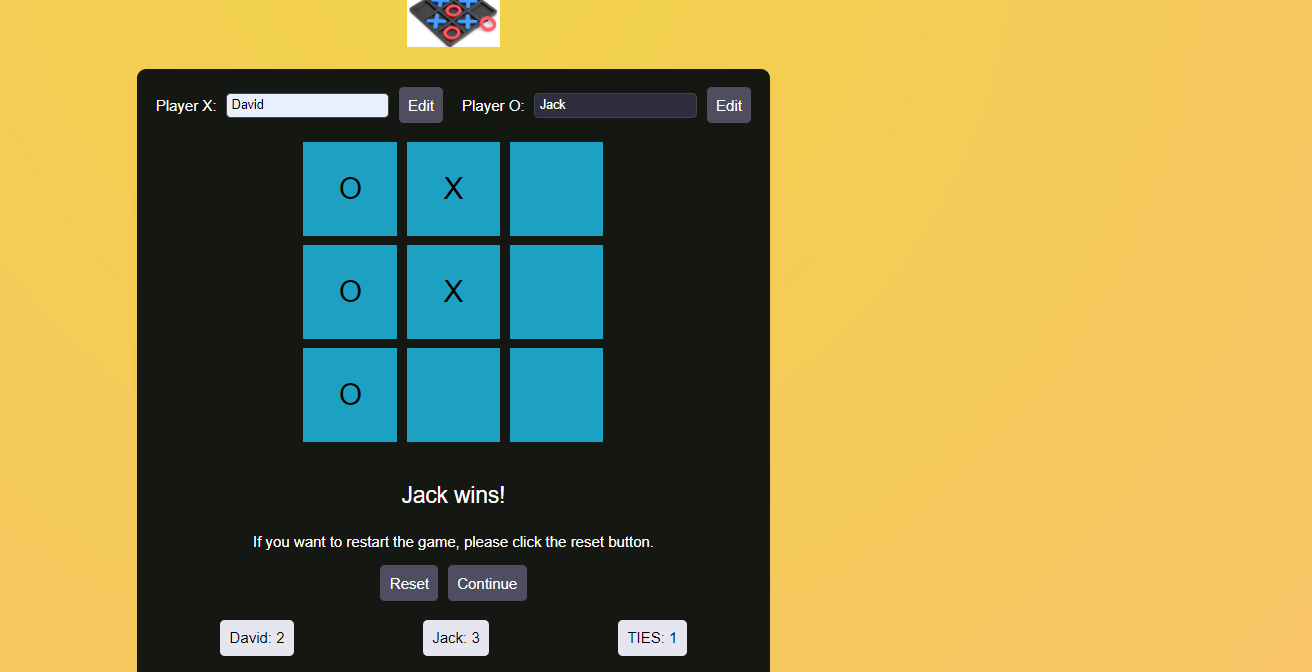 Player X: David Edit Player O: Jack Edit
O X
O X
O
Jack wins!
If you want to restart the game, please click the reset button.
Reset Continue
David: 2 Jack: 3 TIES: 1